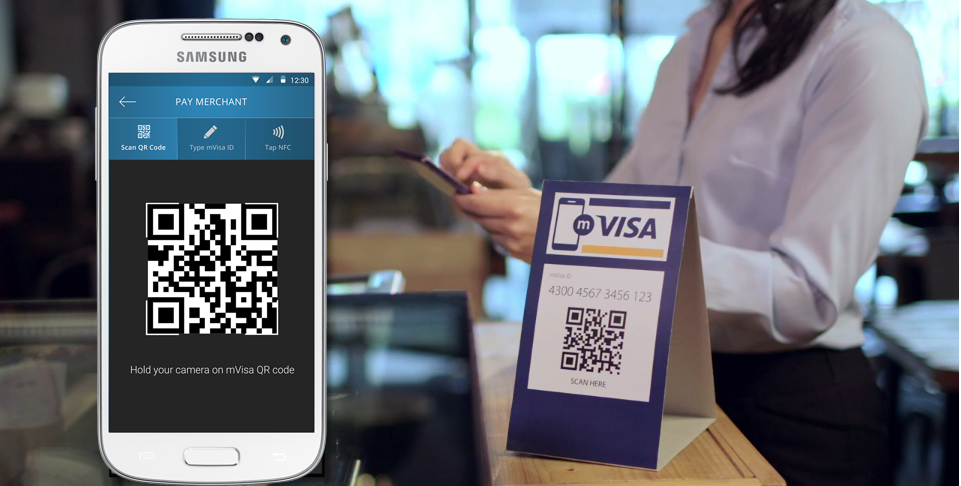 SAMSUNG
12:30
PAY MERCHANT
Scan QR Code
Type mVisa ID
Tap NFC
Hold your camera on mVisa QR code
m VISA
mVisa ID
4300 4567 3456 123
SCAN HERE